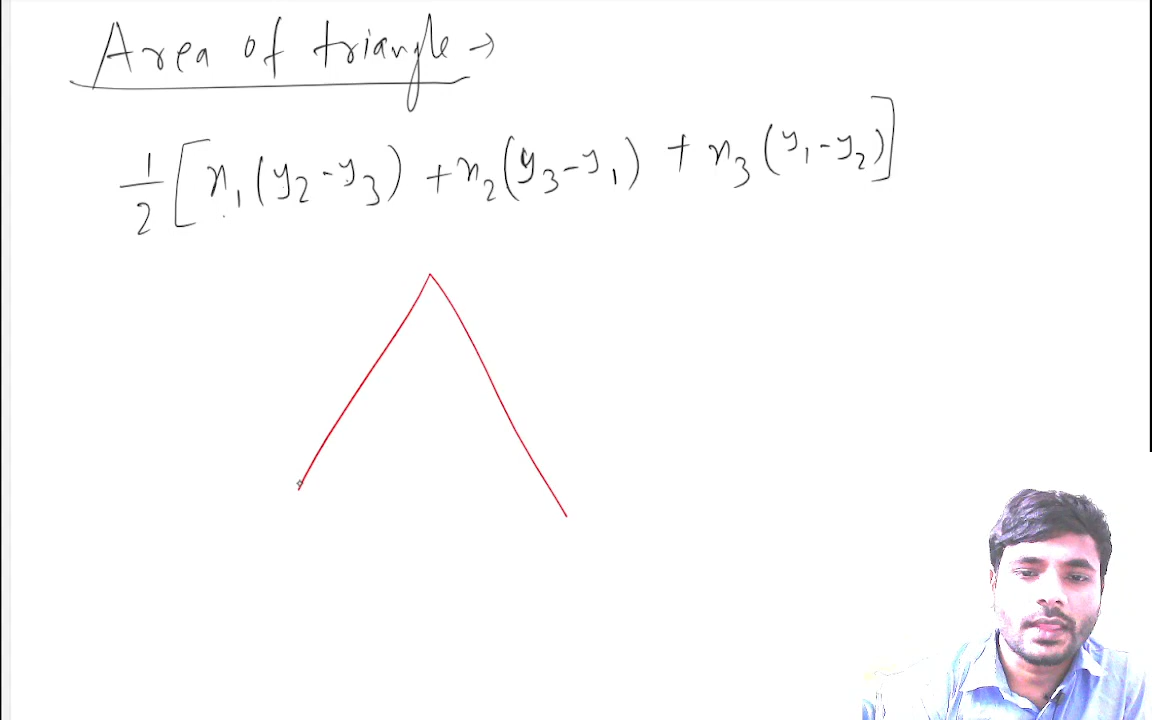 Area of triangle →
1/2 [x₁(y₂-y₃) + x₂(y₃-y₁) + x₃(y₁-y₂)]